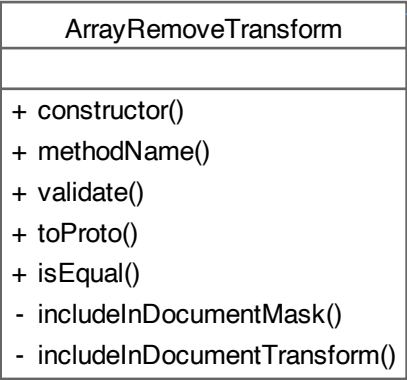 ArrayRemoveTransform
+ constructor()
+ methodName()
+ validate()
+ toProto()
+ isEqual()
- includeInDocumentMask()
- includeInDocumentTransform()